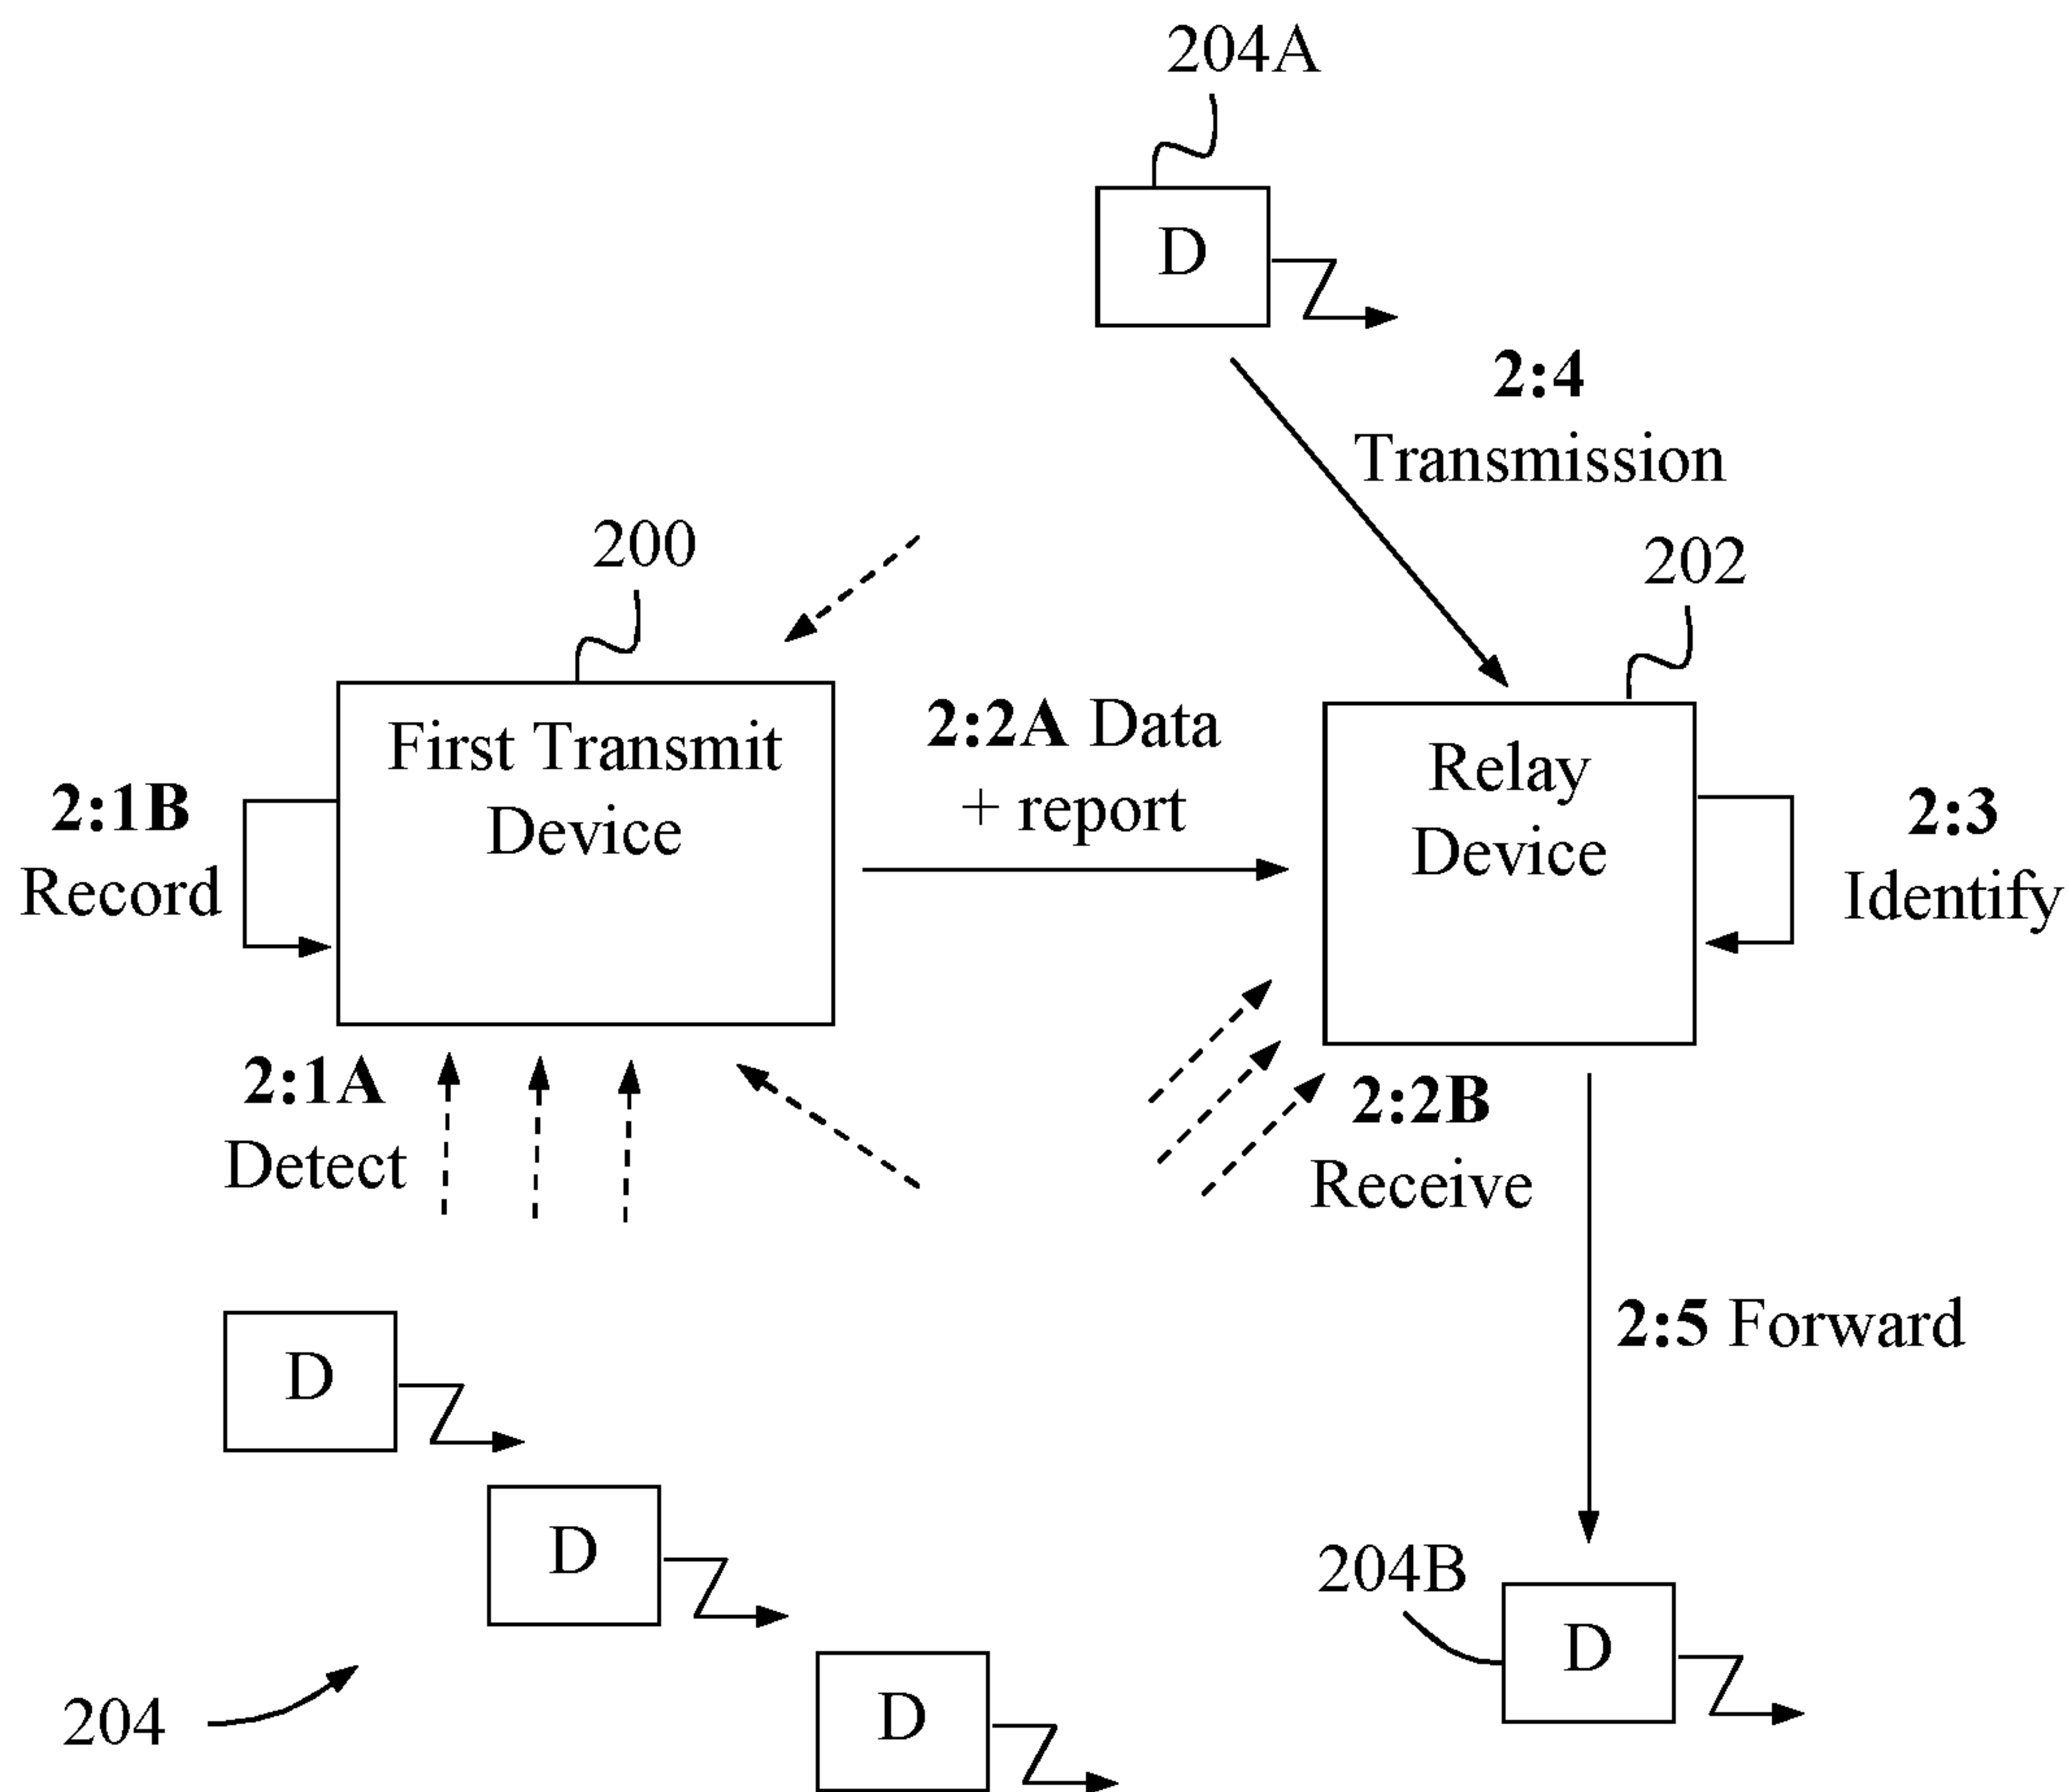 204A
D
2:4
Transmission
200
202
First Transmit
Device
2:2A Data
+ report
Relay
Device
2:1B
Record
2:3
Identify
2:1A
Detect
2:2B
Receive
2:5 Forward
D
D
D
204
204B
D